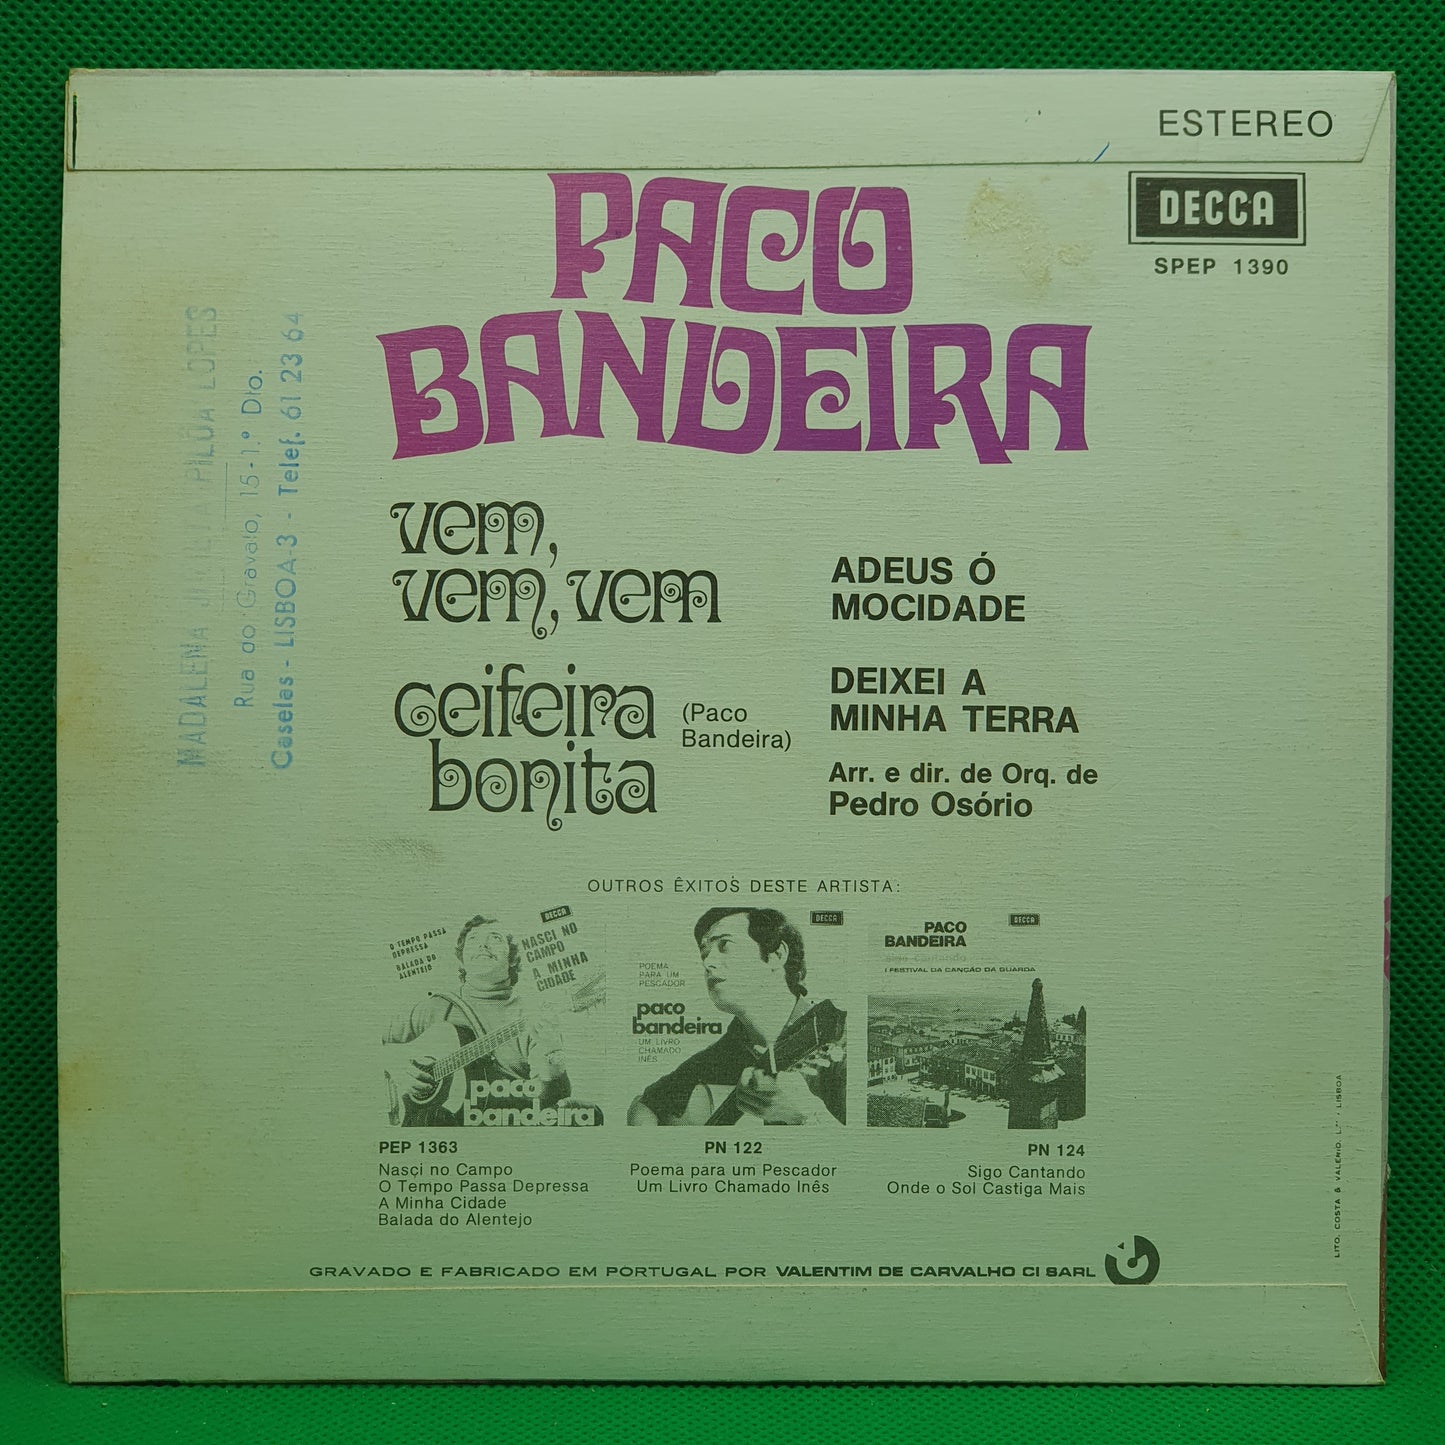 ESTEREO
DECCA
SPEP 1390
PACO
BANDEIRA
vem,
vem, vem
ceifeira
bonita
(Paco
Bandeira)
ADEUS Ó
MOCIDADE
DEIXEI A
MINHA TERRA
Arr. e dir. de Orq. de
Pedro Osório
MADALENA
LOPES
Rua do Gravato, 15-1.º Dto.
Caselas - LISBOA-3 - Telef. 61 23 64
OUTROS ÊXITOS DESTE ARTISTA:
DECCA
O TEMPO PASSA
DEPRESSA
BALADA DO
ALENTEJO
NASCI NO
CAMPO
A MINHA
CIDADE
paco
bandeira
DECCA
POEMA
PARA UM
PESCADOR
paco
bandeira
UM LIVRO
CHAMADO
INÊS
PACO
BANDEIRA
DECCA
Sigo Cantando
I FESTIVAL DA CANÇÃO DA GUARDA
PEP 1363
Nasci no Campo
O Tempo Passa Depressa
A Minha Cidade
Balada do Alentejo
PN 122
Poema para um Pescador
Um Livro Chamado Inês
PN 124
Sigo Cantando
Onde o Sol Castiga Mais
GRAVADO E FABRICADO EM PORTUGAL POR VALENTIM DE CARVALHO CI SARL
LITO. COSTA & VALÉRIO, L.DA - LISBOA